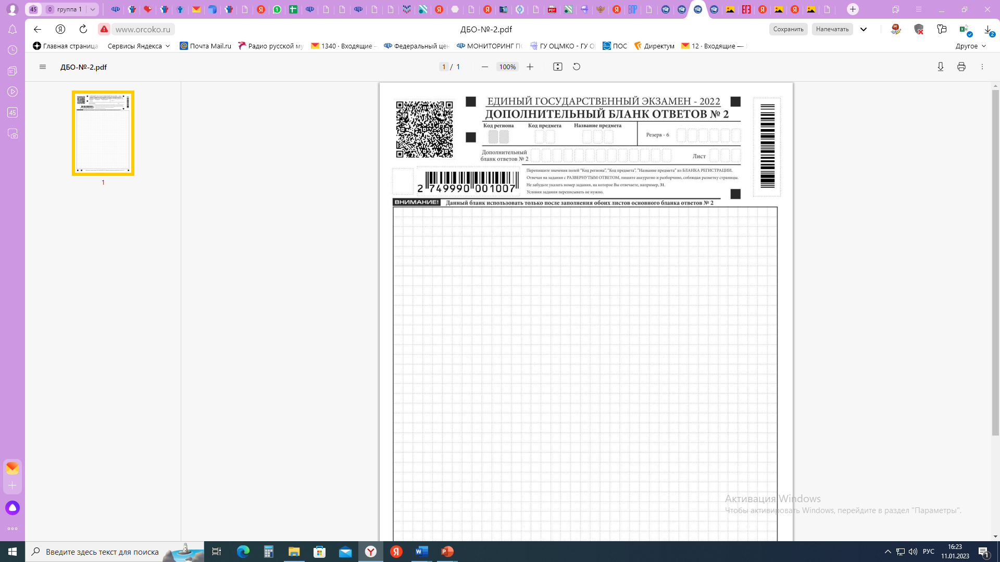 45
0
группа 1
www.orcoko.ru
ДБО-№-2.pdf
Сохранить
Напечатать
2
Главная страница
Сервисы Яндекса
Почта Mail.ru
Радио русской му
1340 · Входящие –
Федеральный цен
МОНИТОРИНГ ПО
ГУ ОЦМКО - ГУ О
ПОС
Директум
12 · Входящие —
Другое
ДБО-№-2.pdf
1 / 1
100%
45
1
ЕДИНЫЙ ГОСУДАРСТВЕННЫЙ ЭКЗАМЕН - 2022
ДОПОЛНИТЕЛЬНЫЙ БЛАНК ОТВЕТОВ № 2
Код региона
Код предмета
Название предмета
Резерв - 6
Дополнительный
бланк ответов № 2
Лист
Перепишите значения полей "Код региона", "Код предмета", "Название предмета" из БЛАНКА РЕГИСТРАЦИИ.
Отвечая на задания с РАЗВЕРНУТЫМ ОТВЕТОМ, пишите аккуратно и разборчиво, соблюдая разметку страницы.
Не забудьте указать номер задания, на которое Вы отвечаете, например, 31.
Условия задания переписывать не нужно.
2 749990 001007
ВНИМАНИЕ!
Данный бланк использовать только после заполнения обоих листов основного бланка ответов № 2
Активация Windows
Чтобы активировать Windows, перейдите в раздел "Параметры".
Введите здесь текст для поиска
РУС
16:23
11.01.2023
1